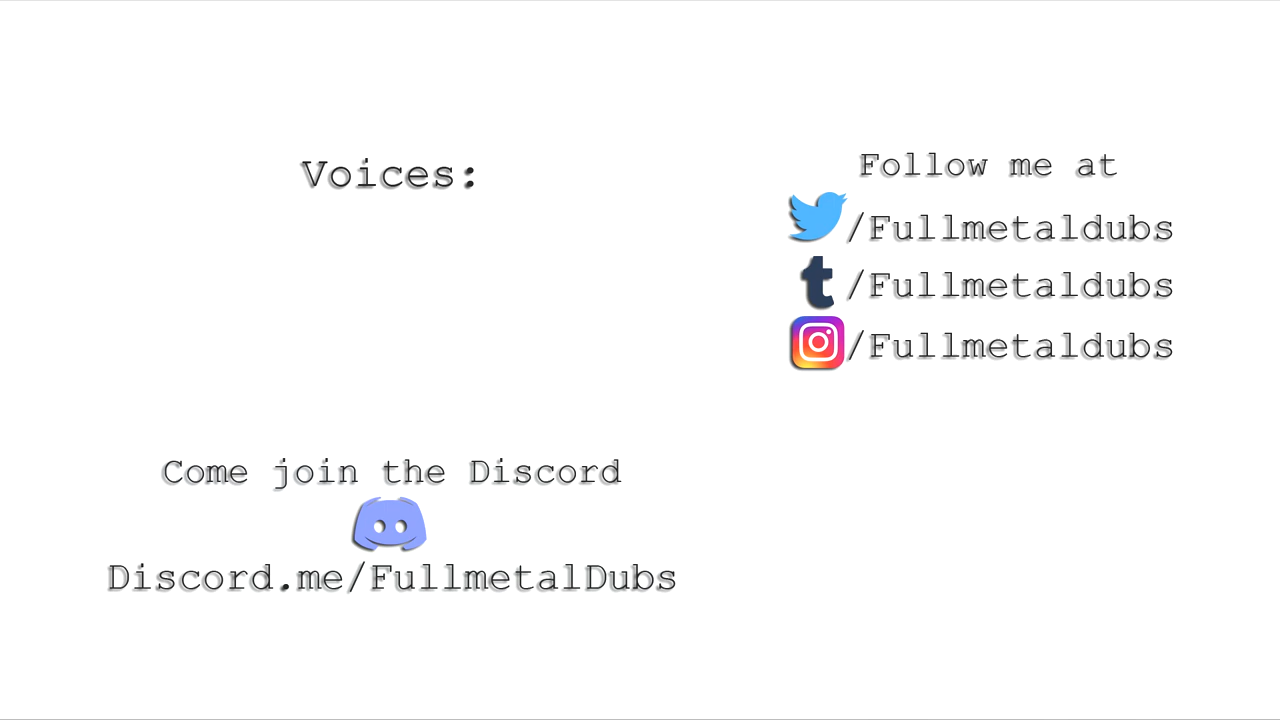 Voices:
Follow me at
/Fullmetaldubs
/Fullmetaldubs
/Fullmetaldubs
Come join the Discord
Discord.me/FullmetalDubs